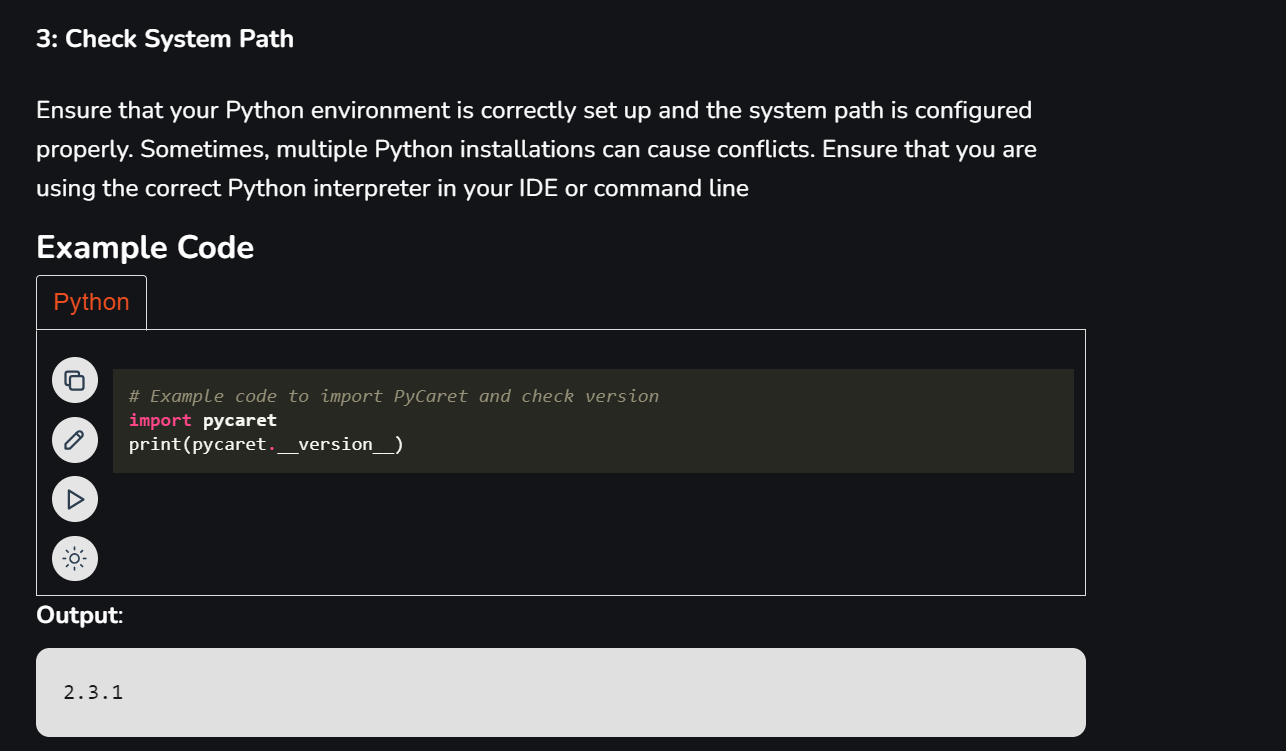 3: Check System Path
Ensure that your Python environment is correctly set up and the system path is configured
properly. Sometimes, multiple Python installations can cause conflicts. Ensure that you are
using the correct Python interpreter in your IDE or command line
Example Code
Python
# Example code to import PyCaret and check version
import pycaret
print(pycaret.__version__)
Output:
2.3.1